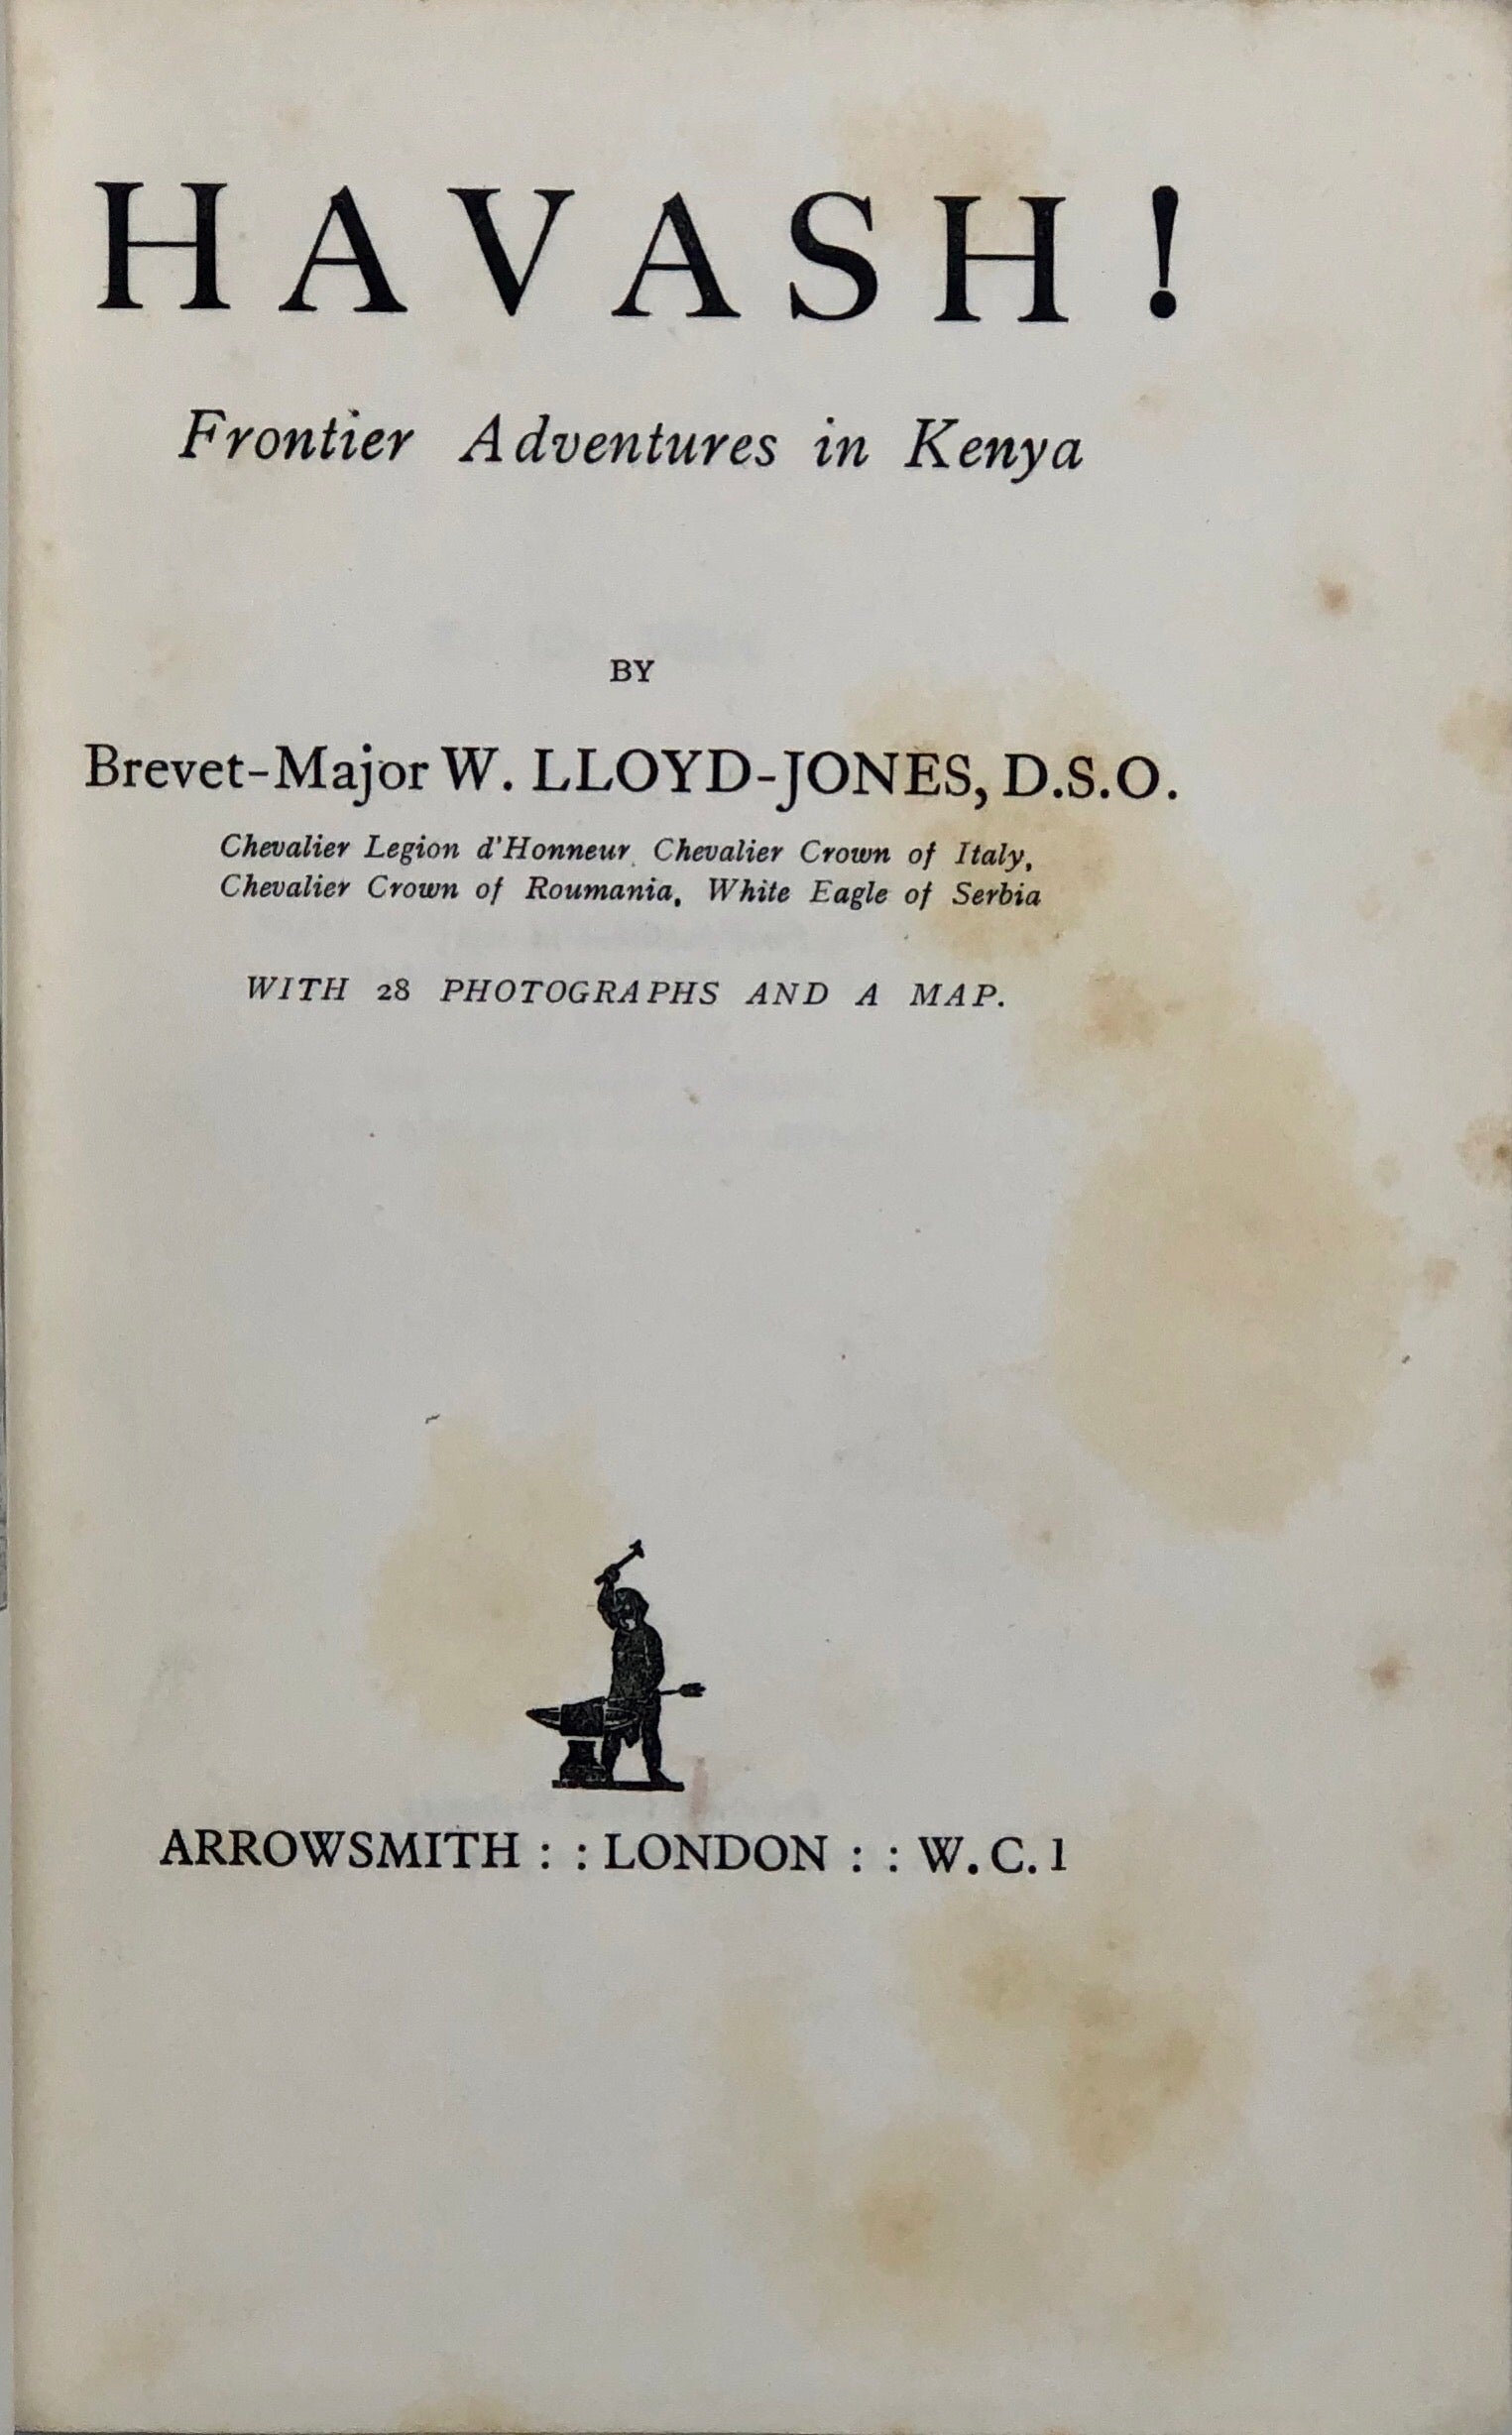 HAVASH!
Frontier Adventures in Kenya
BY
Brevet-Major W. LLOYD-JONES, D.S.O.
Chevalier Legion d'Honneur, Chevalier Crown of Italy,
Chevalier Crown of Roumania, White Eagle of Serbia
WITH 28 PHOTOGRAPHS AND A MAP.
ARROWSMITH : : LONDON : : W.C.1